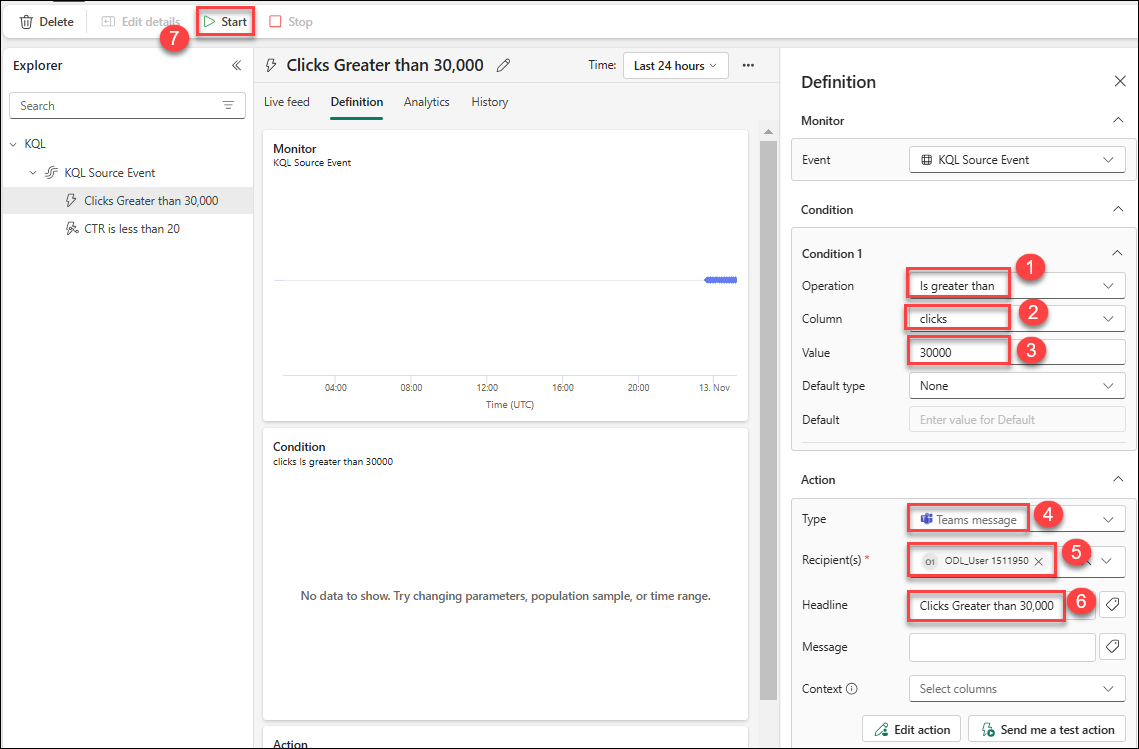 Delete
Edit details
Start
Stop
7
Explorer
Search
KQL
KQL Source Event
Clicks Greater than 30,000
CTR is less than 20
Clicks Greater than 30,000
Time:
Last 24 hours
Live feed
Definition
Analytics
History
Monitor
KQL Source Event
04:00
08:00
12:00
16:00
20:00
13. Nov
Time (UTC)
Condition
clicks Is greater than 30000
No data to show. Try changing parameters, population sample, or time range.
Action
Definition
Monitor
Event
KQL Source Event
Condition
Condition 1
1
Operation
Is greater than
2
Column
clicks
3
Value
30000
Default type
None
Default
Enter value for Default
Action
Type
Teams message
4
Recipient(s) *
O1
ODL_User 1511950
5
Headline
Clicks Greater than 30,000
6
Message
Context
Select columns
Edit action
Send me a test action